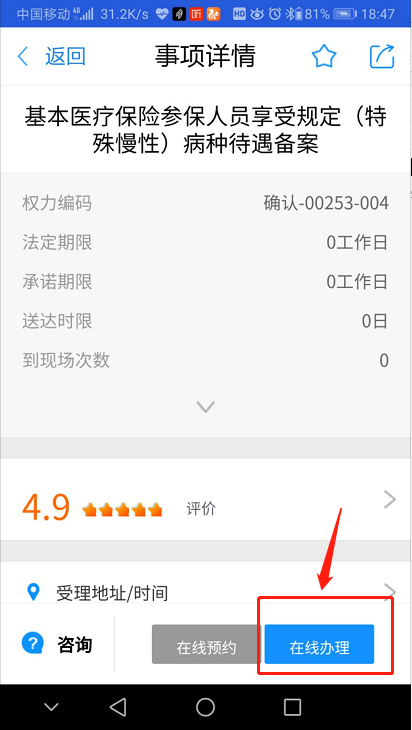 中国移动 4G 31.2K/s 听 HD 81% 18:47
返回 事项详情
基本医疗保险参保人员享受规定（特
殊慢性）病种待遇备案
权力编码 确认-00253-004
法定期限 0工作日
承诺期限 0工作日
送达时限 0日
到现场次数 0
4.9 评价
受理地址/时间
? 咨询 在线预约 在线办理